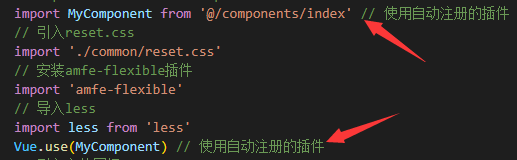 import MyComponent from '@/components/index' // 使用自动注册的插件
// 引入reset.css
import './common/reset.css'
// 安装amfe-flexible插件
import 'amfe-flexible'
// 导入less
import less from 'less'
Vue.use(MyComponent) // 使用自动注册的插件